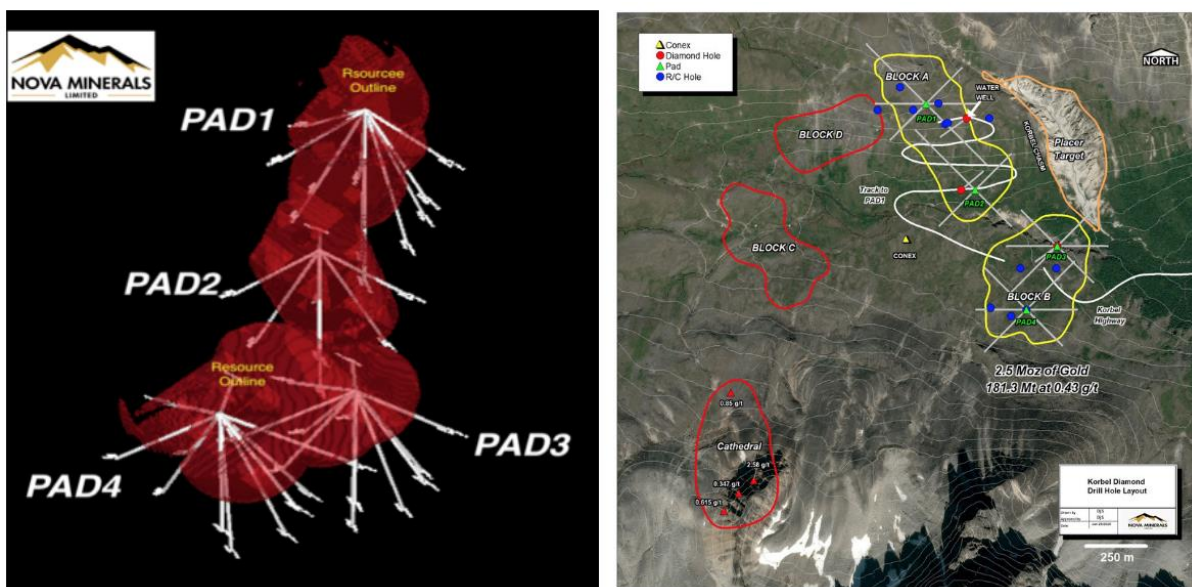 NOVA MINERALS
LIMITED
Rsourcee
Outline
PAD1
PAD2
Resource
Outline
PAD3
PAD4
Conex
Diamond Hole
Pad
R/C Hole
NORTH
BLOCK A
WATER
WELL
PAD1
KORBEL CHASM
Placer
Target
BLOCK D
Track to
PAD1
PAD2
BLOCK C
CONEX
PAD3
BLOCK B
PAD4
Korbel
Highway
2.5 Moz of Gold
181.3 Mt at 0.43 g/t
0.85 g/t
Cathedral
2.58 g/t
0.347 g/t
0.615 g/t
Korbel Diamond
Drill Hole Layout
NOVA MINERALS
250 m